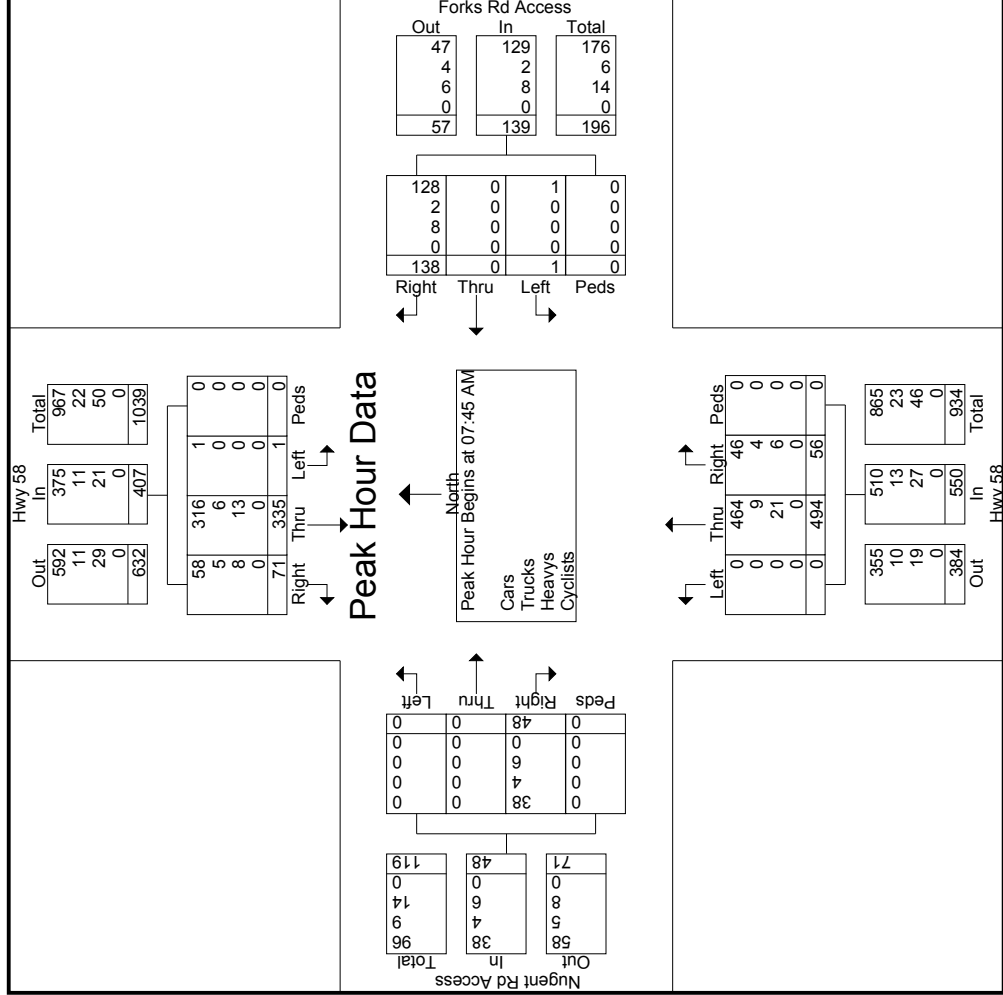 Forks Rd Access
Out In Total
47 129 176
4 2 6
6 8 14
0 0 0
57 139 196
128 0 1 0
2 0 0 0
8 0 0 0
0 0 0 0
138 0 1 0
Right Thru Left Peds
Hwy 58
Out In Total
592 375 967
11 11 22
29 21 50
0 0 0
632 407 1039
58 316 1 0
5 6 0 0
8 13 0 0
0 0 0 0
71 335 1 0
Right Thru Left Peds
Peak Hour Data
North
Peak Hour Begins at 07:45 AM
Cars
Trucks
Heavys
Cyclists
Left Thru Right Peds
0 464 46 0
0 9 4 0
0 21 6 0
0 0 0 0
0 494 56 0
355 510 865
10 13 23
19 27 46
0 0 0
384 550 934
Out In Total
Hwy 58
Left Thru Right Peds
0 0 48 0
0 0 0 0
0 0 6 0
0 0 4 0
0 0 38 0
119 48 71
0 0 0
14 6 8
9 4 5
96 38 58
Total In Out
Nugent Rd Access